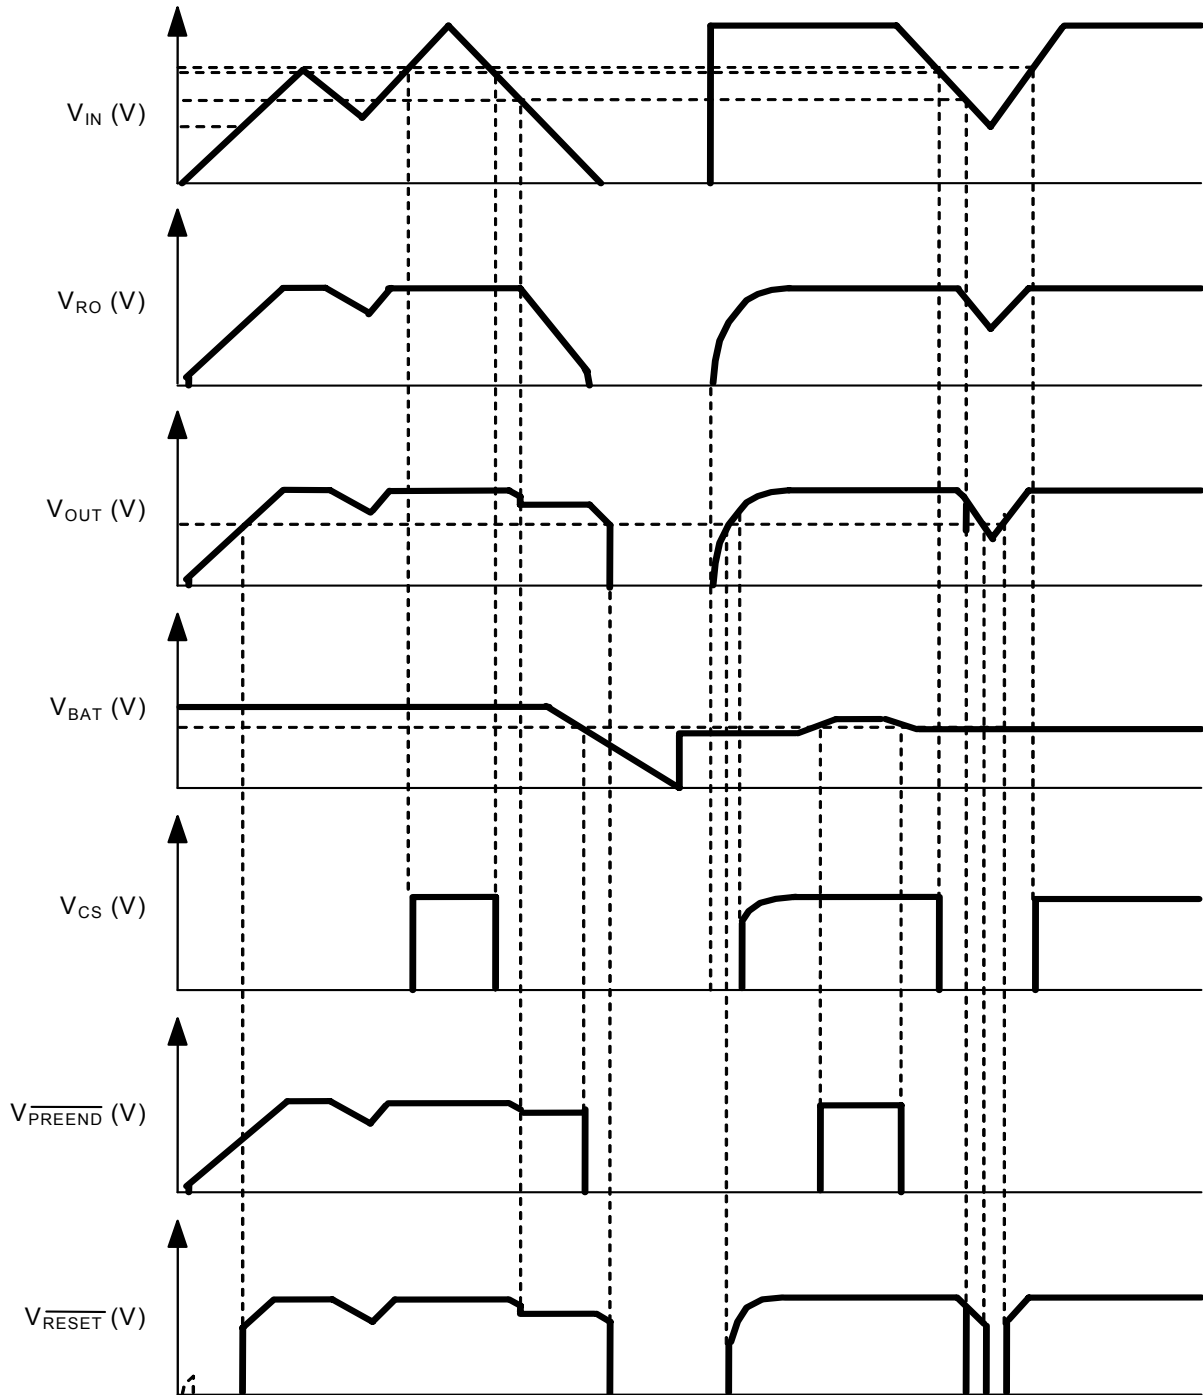 V_IN (V)
V_RO (V)
V_OUT (V)
V_BAT (V)
V_CS (V)
V_PREEND (V)
V_RESET (V)